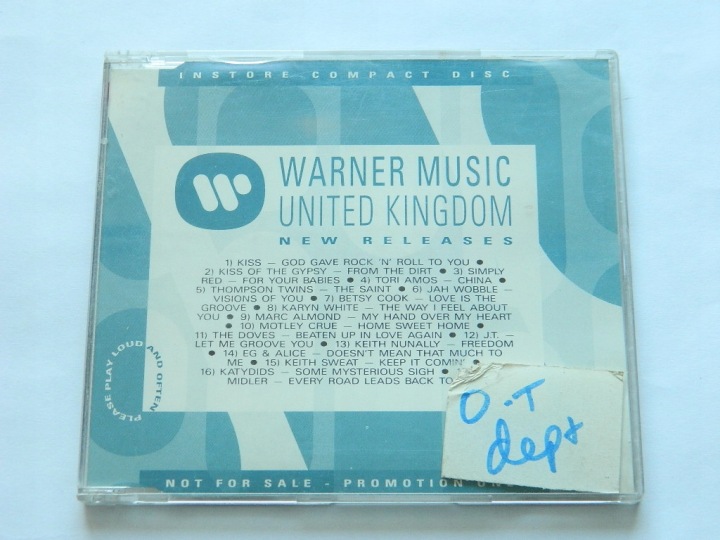 INSTORE COMPACT DISC
WARNER MUSIC
UNITED KINGDOM
NEW RELEASES
1) KISS — GOD GAVE ROCK 'N' ROLL TO YOU ●
2) KISS OF THE GYPSY — FROM THE DIRT ● 3) SIMPLY
RED — FOR YOUR BABIES ● 4) TORI AMOS — CHINA ●
5) THOMPSON TWINS — THE SAINT ● 6) JAH WOBBLE —
VISIONS OF YOU ● 7) BETSY COOK — LOVE IS THE
GROOVE ● 8) KARYN WHITE — THE WAY I FEEL ABOUT
YOU ● 9) MARC ALMOND — MY HAND OVER MY HEART
● 10) MOTLEY CRUE — HOME SWEET HOME ●
11) THE DOVES — BEATEN UP IN LOVE AGAIN ● 12) J.T. —
LET ME GROOVE YOU ● 13) KEITH NUNALLY — FREEDOM
● 14) EG & ALICE — DOESN'T MEAN THAT MUCH TO
ME ● 15) KEITH SWEAT — KEEP IT COMIN' ●
16) KATYDIDS — SOME MYSTERIOUS SIGH ●
MIDLER — EVERY ROAD LEADS BACK TO
PLEASE PLAY LOUD AND OFTEN
O.T
dept
NOT FOR SALE - PROMOTION